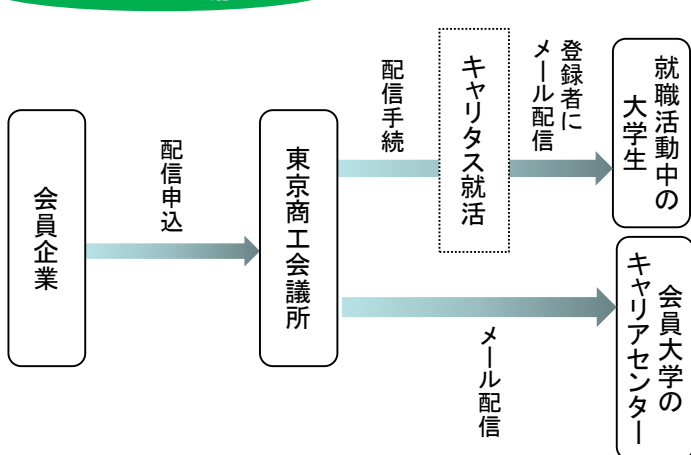 会員企業
配信申込
東京商工会議所
配信手続
キャリタス就活
登録者に
メール配信
就職活動中の
大学生
メール配信
会員大学の
キャリアセンター